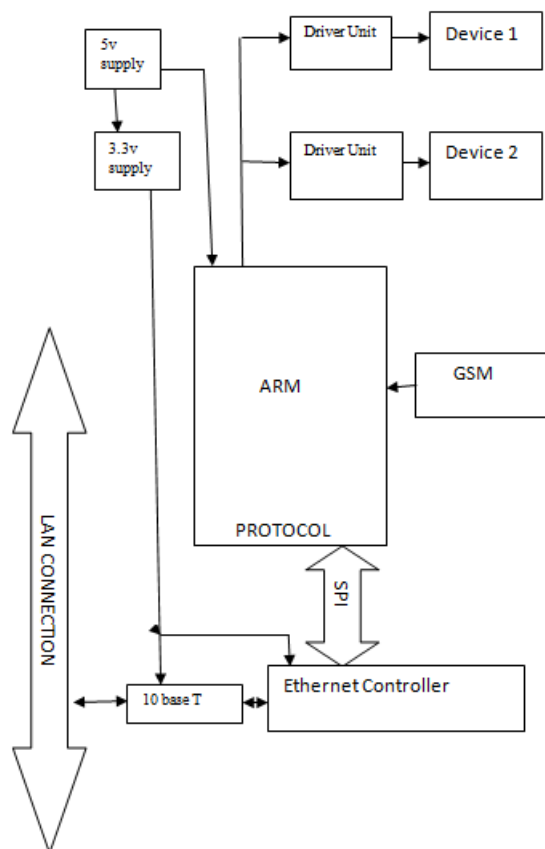 5v
supply
Driver Unit
Device 1
3.3v
supply
Driver Unit
Device 2
ARM
GSM
PROTOCOL
LAN CONNECTION
SPI
Ethernet Controller
10 base T